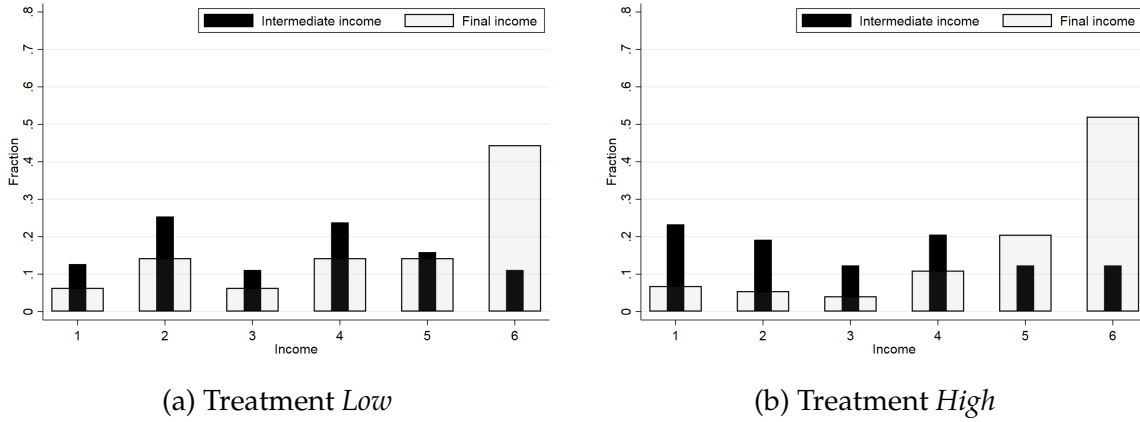 Intermediate income Final income
Fraction
.8
.7
.6
.5
.4
.3
.2
.1
0
1 2 3 4 5 6
Income
(a) Treatment Low
Intermediate income Final income
Fraction
.8
.7
.6
.5
.4
.3
.2
.1
0
1 2 3 4 5 6
Income
(b) Treatment High